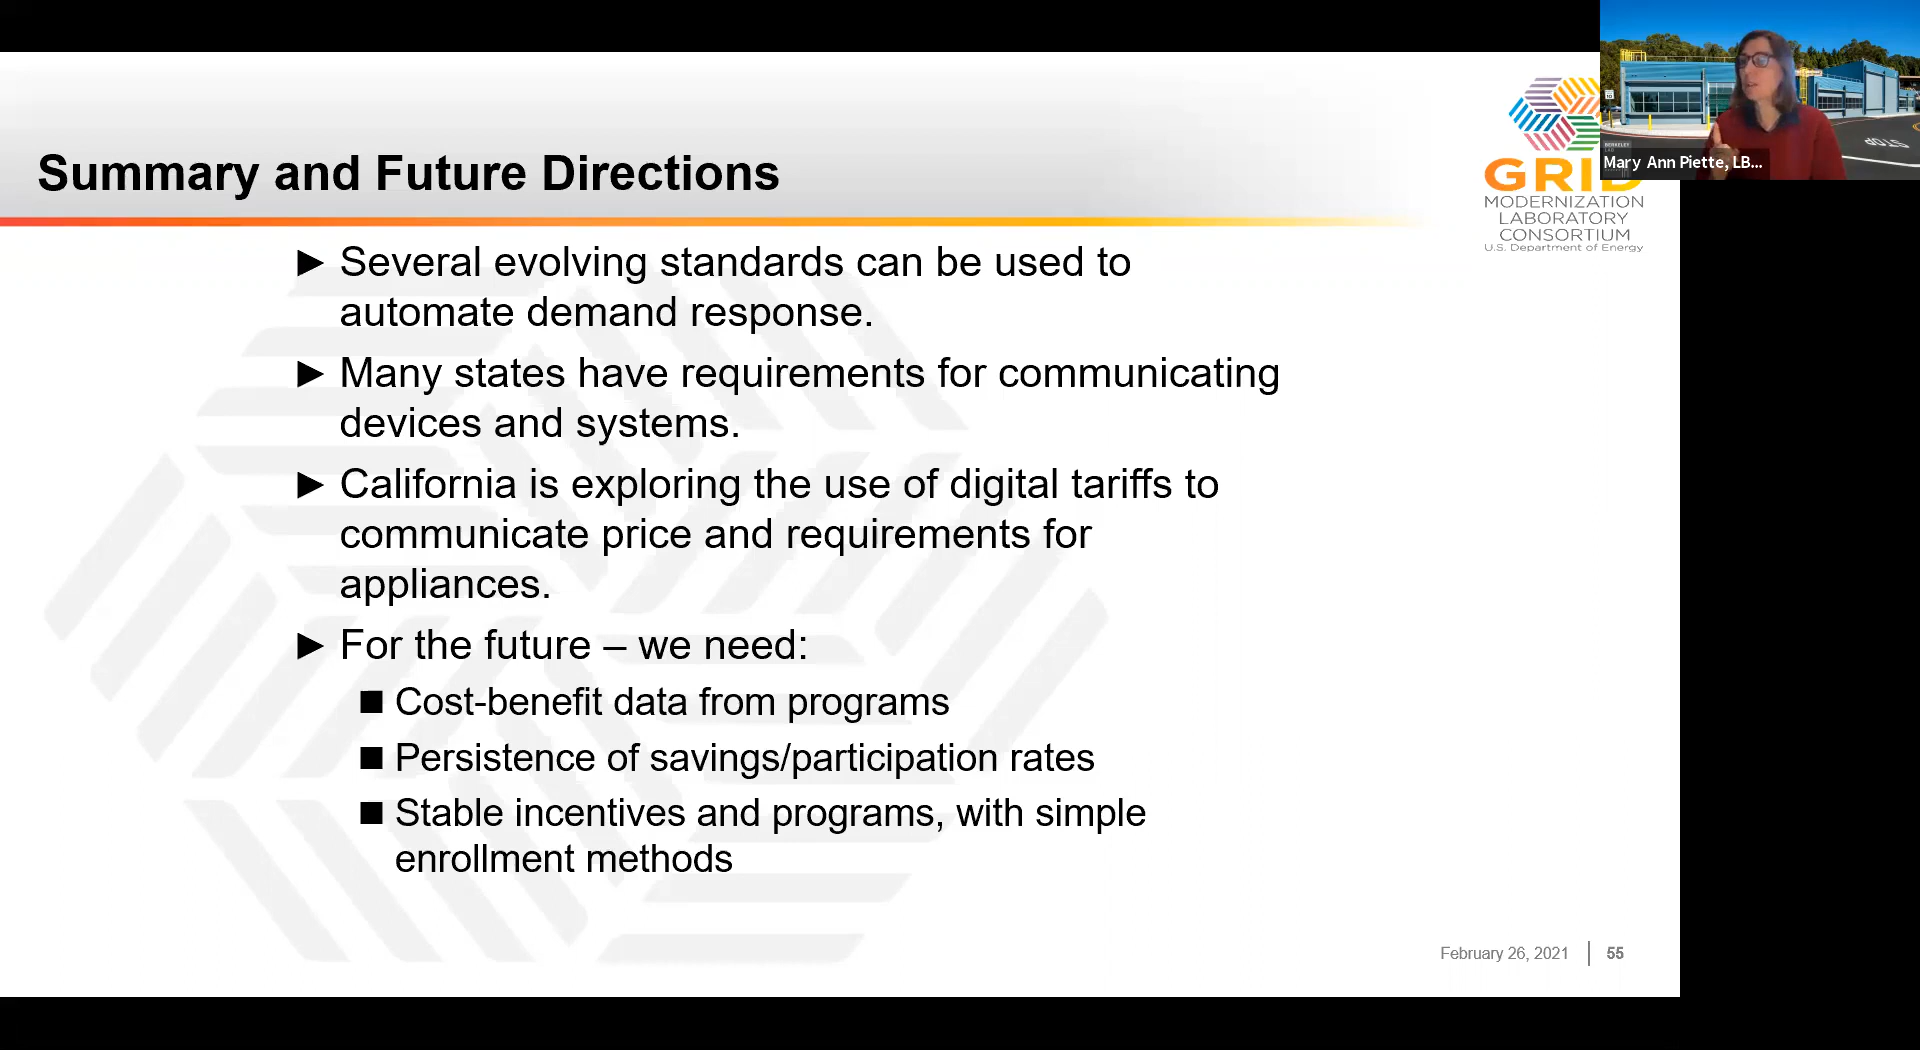 Summary and Future Directions
GRID
MODERNIZATION
LABORATORY
CONSORTIUM
U.S. Department of Energy
Mary Ann Piette, LB...
► Several evolving standards can be used to
automate demand response.
► Many states have requirements for communicating
devices and systems.
► California is exploring the use of digital tariffs to
communicate price and requirements for
appliances.
► For the future – we need:
■ Cost-benefit data from programs
■ Persistence of savings/participation rates
■ Stable incentives and programs, with simple
enrollment methods
February 26, 2021 | 55
STOP